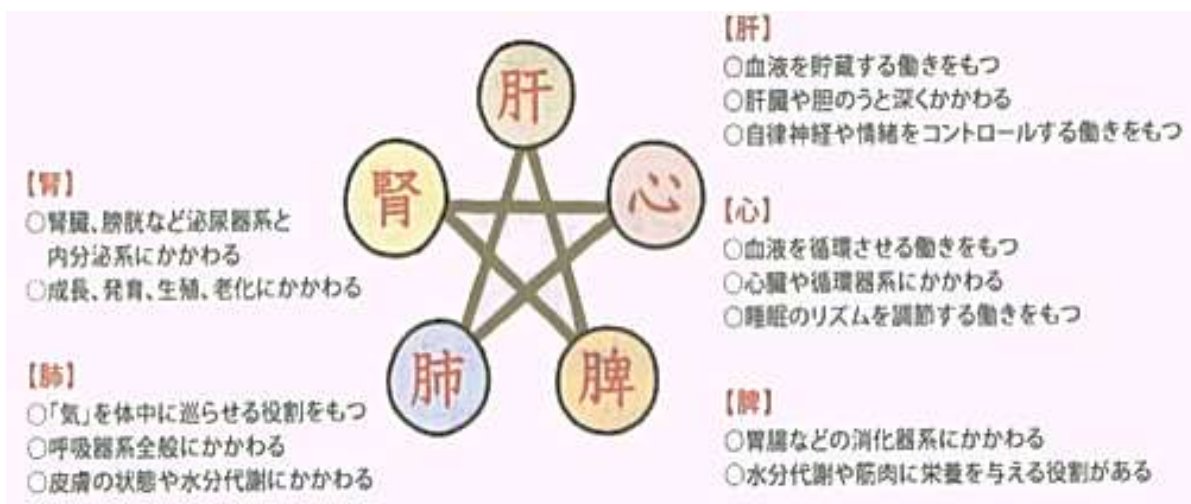 肝
心
脾
肺
腎
【肝】
○血液を貯蔵する働きをもつ
○肝臓や胆のうと深くかかわる
○自律神経や情緒をコントロールする働きをもつ
【心】
○血液を循環させる働きをもつ
○心臓や循環器系にかかわる
○睡眠のリズムを調節する働きをもつ
【脾】
○胃腸などの消化器系にかかわる
○水分代謝や筋肉に栄養を与える役割がある
【腎】
○腎臓、膀胱など泌尿器系と
内分泌系にかかわる
○成長、発育、生殖、老化にかかわる
【肺】
○「気」を体中に巡らせる役割をもつ
○呼吸器系全般にかかわる
○皮膚の状態や水分代謝にかかわる